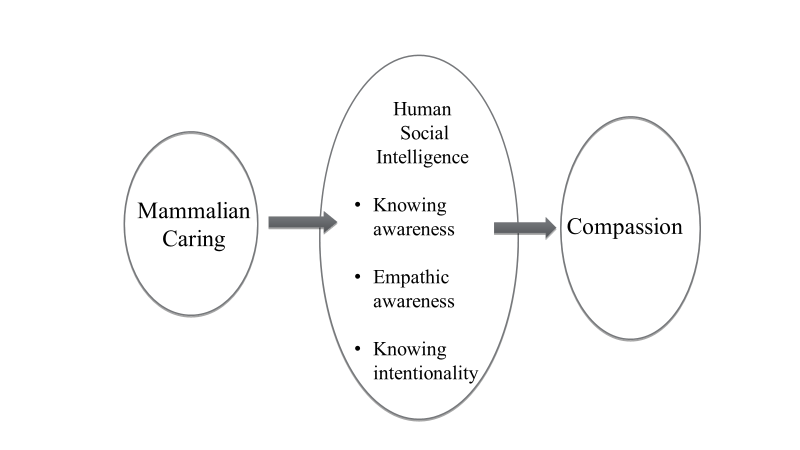 Mammalian
Caring
Human
Social
Intelligence
• Knowing
awareness
• Empathic
awareness
• Knowing
intentionality
Compassion